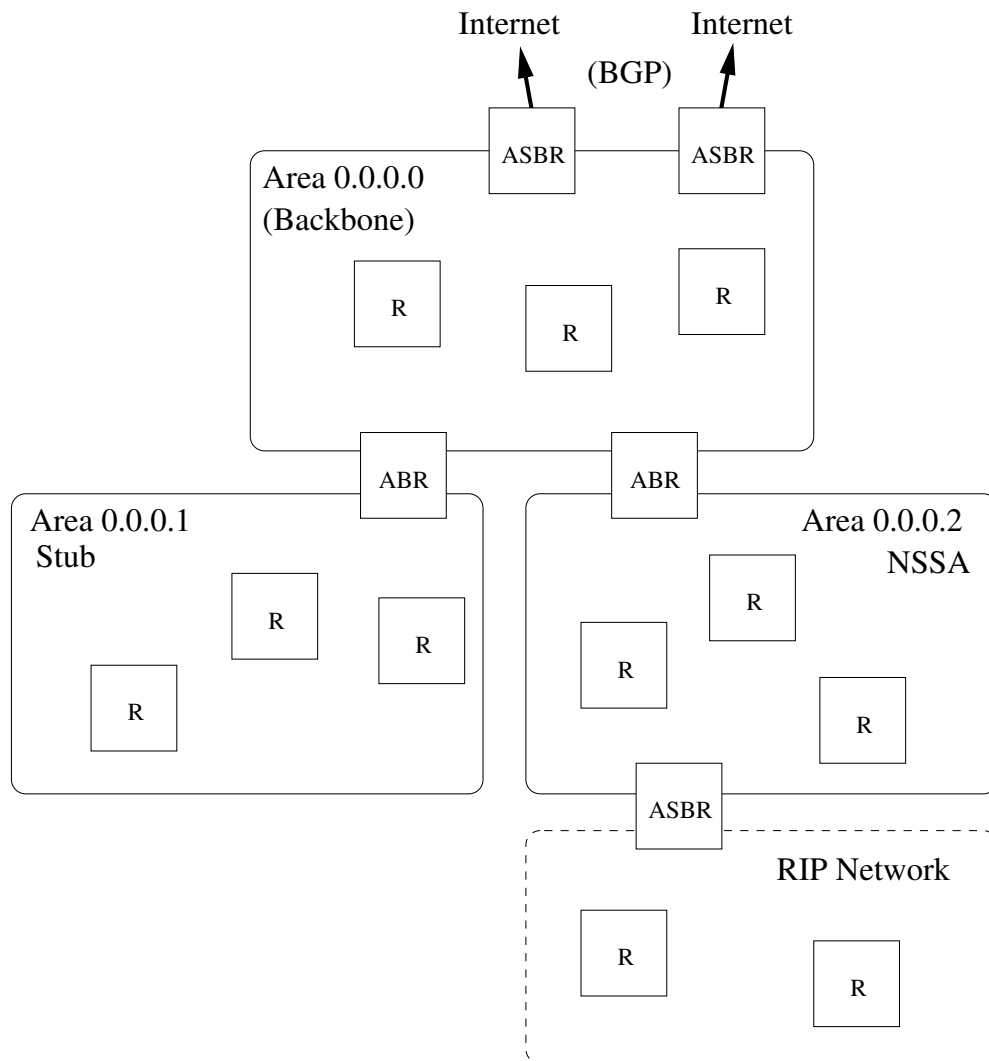 Internet
Internet
(BGP)
ASBR
ASBR
Area 0.0.0.0
(Backbone)
R
R
R
ABR
ABR
Area 0.0.0.1
Stub
R
R
R
Area 0.0.0.2
NSSA
R
R
R
ASBR
RIP Network
R
R